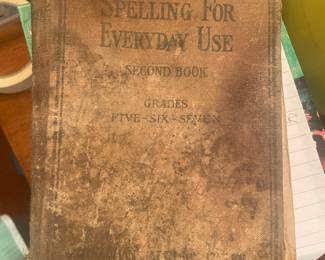 SPELLING FOR
EVERYDAY USE
SECOND BOOK
GRADES
FIVE-SIX-SEVEN